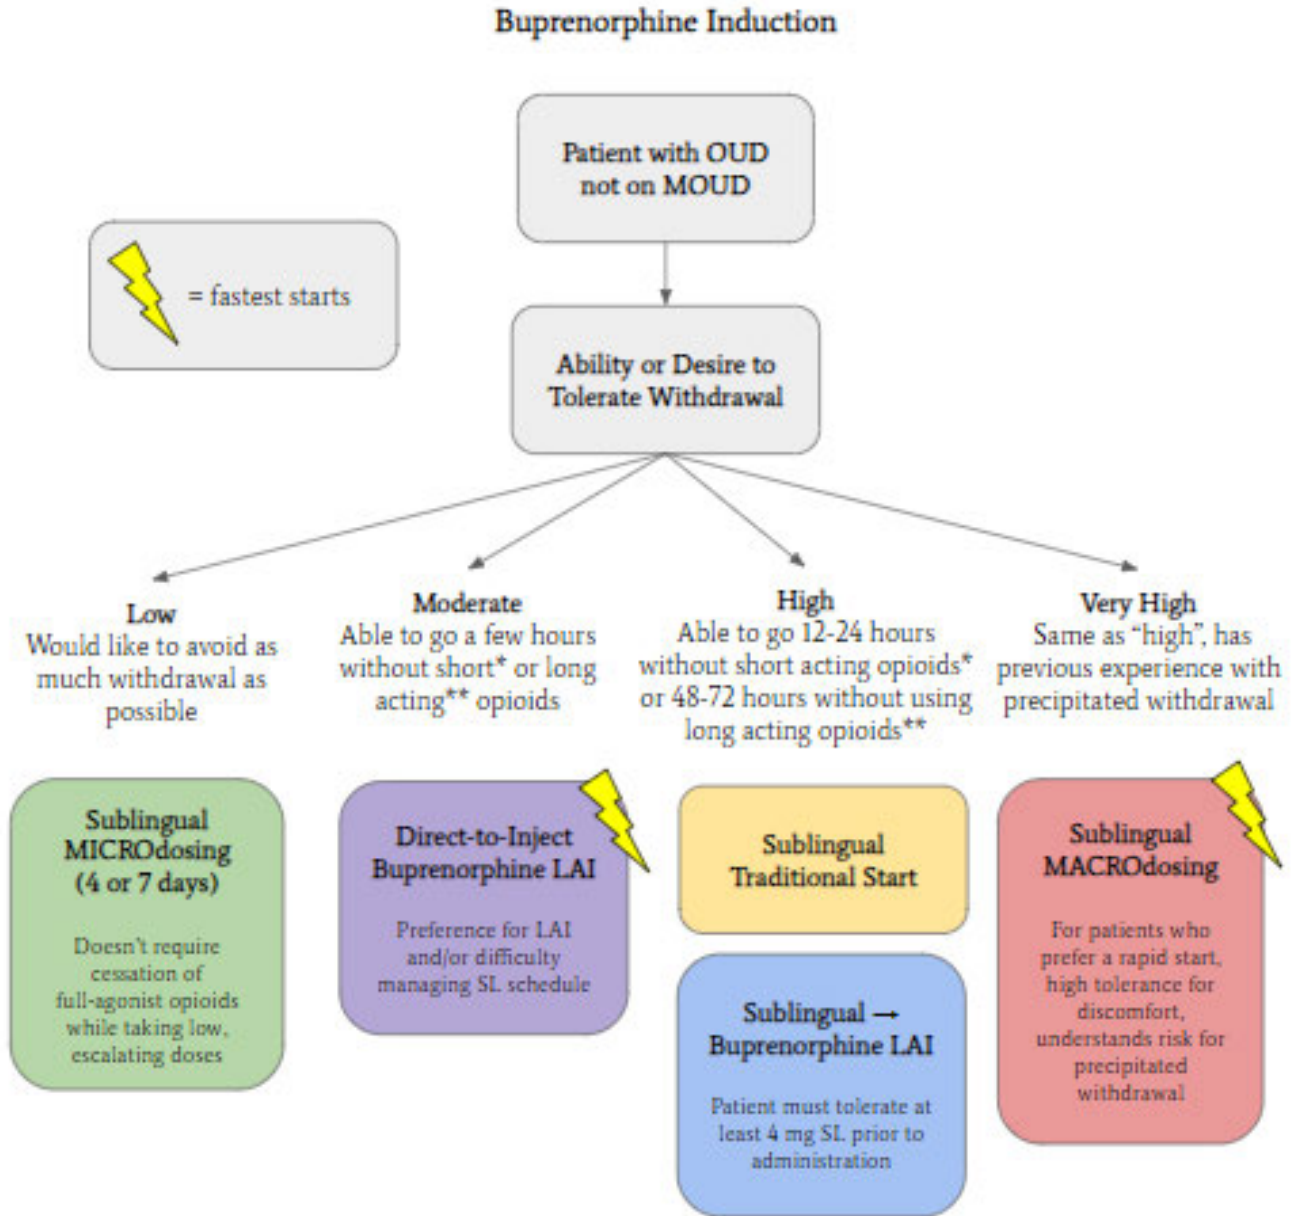 Buprenorphine Induction
Patient with OUD
not on MOUD
= fastest starts
Ability or Desire to
Tolerate Withdrawal
Low
Would like to avoid as
much withdrawal as
possible
Moderate
Able to go a few hours
without short* or long
acting** opioids
High
Able to go 12-24 hours
without short acting opioids*
or 48-72 hours without using
long acting opioids**
Very High
Same as “high”, has
previous experience with
precipitated withdrawal
Sublingual
MICROdosing
(4 or 7 days)
Doesn't require
cessation of
full-agonist opioids
while taking low,
escalating doses
Direct-to-Inject
Buprenorphine LAI
Preference for LAI
and/or difficulty
managing SL schedule
Sublingual
Traditional Start
Sublingual →
Buprenorphine LAI
Patient must tolerate at
least 4 mg SL prior to
administration
Sublingual
MACROdosing
For patients who
prefer a rapid start,
high tolerance for
discomfort,
understands risk for
precipitated
withdrawal